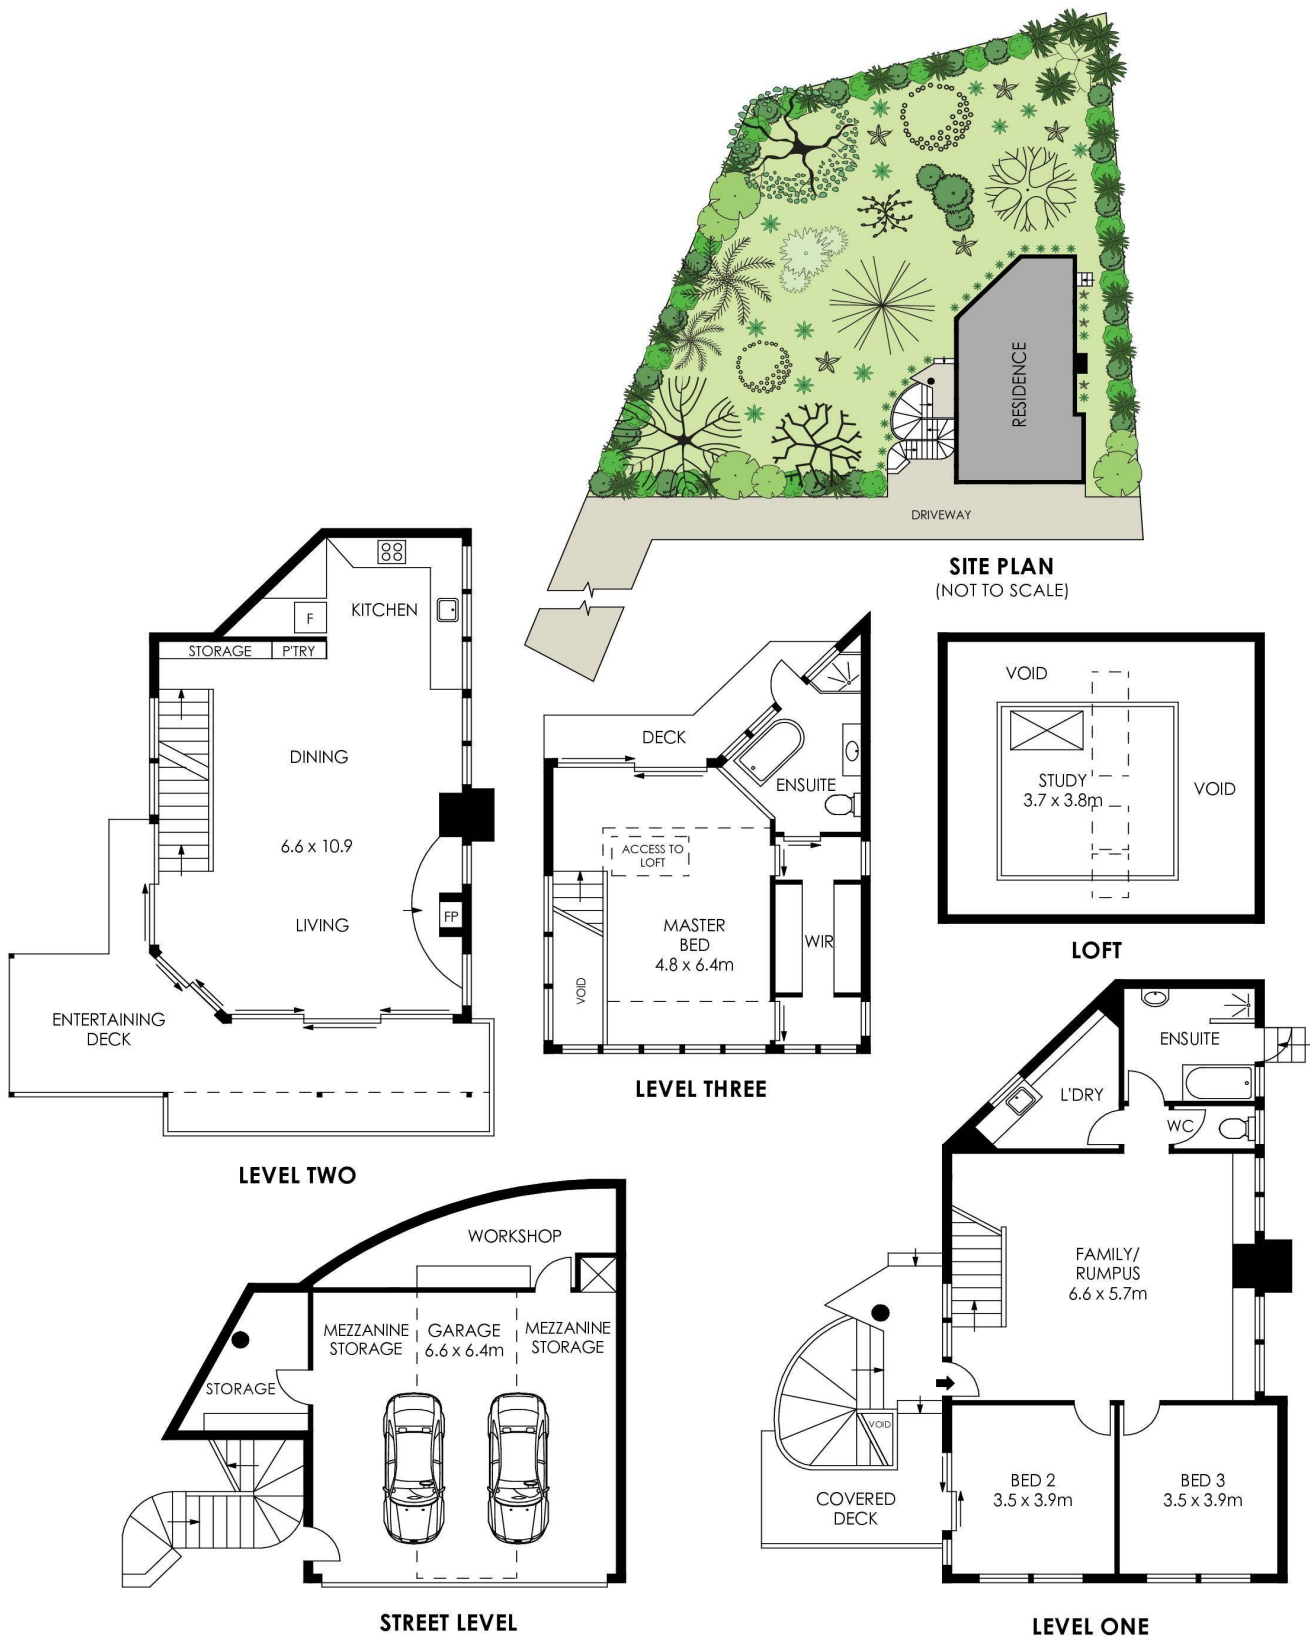 RESIDENCE
DRIVEWAY
SITE PLAN
(NOT TO SCALE)
KITCHEN
F
STORAGE
P'TRY
DINING
6.6 x 10.9
LIVING
FP
ENTERTAINING
DECK
LEVEL TWO
DECK
ENSUITE
ACCESS TO
LOFT
MASTER
BED
4.8 x 6.4m
WIR
VOID
LEVEL THREE
VOID
STUDY
3.7 x 3.8m
VOID
LOFT
WORKSHOP
MEZZANINE
STORAGE
GARAGE
6.6 x 6.4m
MEZZANINE
STORAGE
STORAGE
STREET LEVEL
ENSUITE
L'DRY
WC
FAMILY/
RUMPUS
6.6 x 5.7m
VOID
COVERED
DECK
BED 2
3.5 x 3.9m
BED 3
3.5 x 3.9m
LEVEL ONE